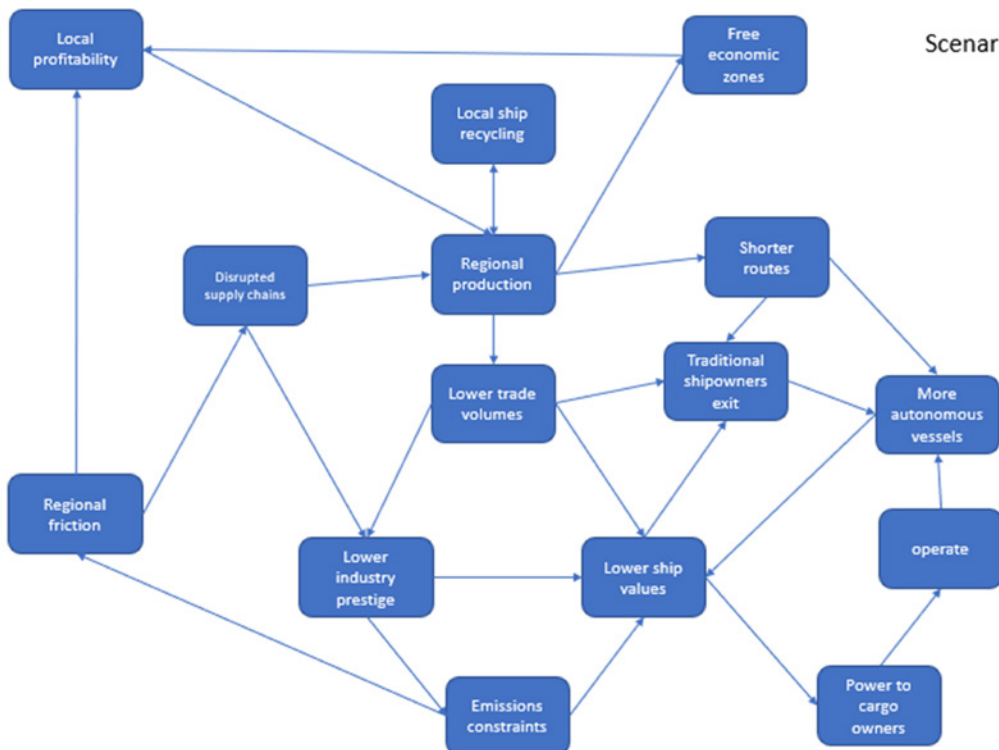 Local
profitability
Free
economic
zones
Scenar
Local ship
recycling
Regional
production
Shorter
routes
Disrupted
supply chains
Lower trade
volumes
Traditional
shipowners
exit
More
autonomous
vessels
Regional
friction
Lower
industry
prestige
Lower ship
values
operate
Emissions
constraints
Power to
cargo
owners